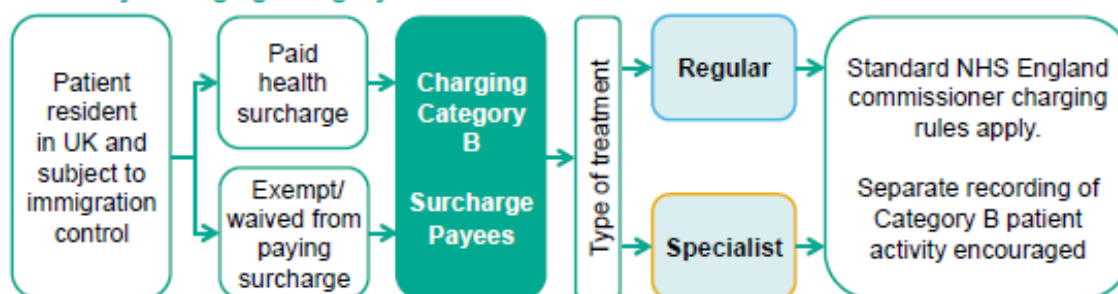 Patient
resident
in UK and
subject to
immigration
control
Paid
health
surcharge
Exempt/
waived from
paying
surcharge
Charging
Category
B
Surcharge
Payees
Type of treatment
Regular
Specialist
Standard NHS England
commissioner charging
rules apply.
Separate recording of
Category B patient
activity encouraged